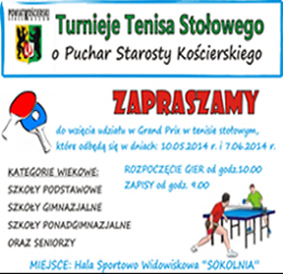 POWIAT KOŚCIERSKI
Turnieje Tenisa Stołowego
o Puchar Starosty Kościerskiego
ZAPRASZAMY
do wzięcia udziału w Grand Prix w tenisie stołowym,
które odbędą się w dniach: 10.05.2014 r. i 7.06.2014 r.
ROZPOCZĘCIE GIER od godz.10.00
ZAPISY od godz. 9.00
KATEGORIE WIEKOWE:
SZKOŁY PODSTAWOWE
SZKOŁY GIMNAZJALNE
SZKOŁY PONADGIMNAZJALNE
ORAZ SENIORZY
MIEJSCE: Hala Sportowo Widowiskowa "SOKOLNIA"